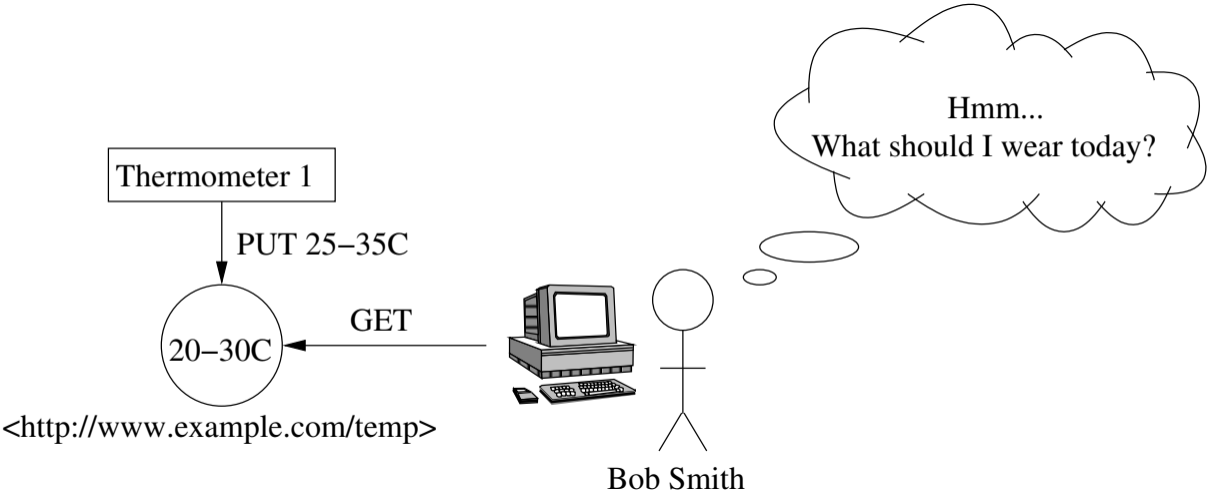 Hmm...
What should I wear today?
Thermometer 1
PUT 25−35C
GET
20−30C
<http://www.example.com/temp>
Bob Smith